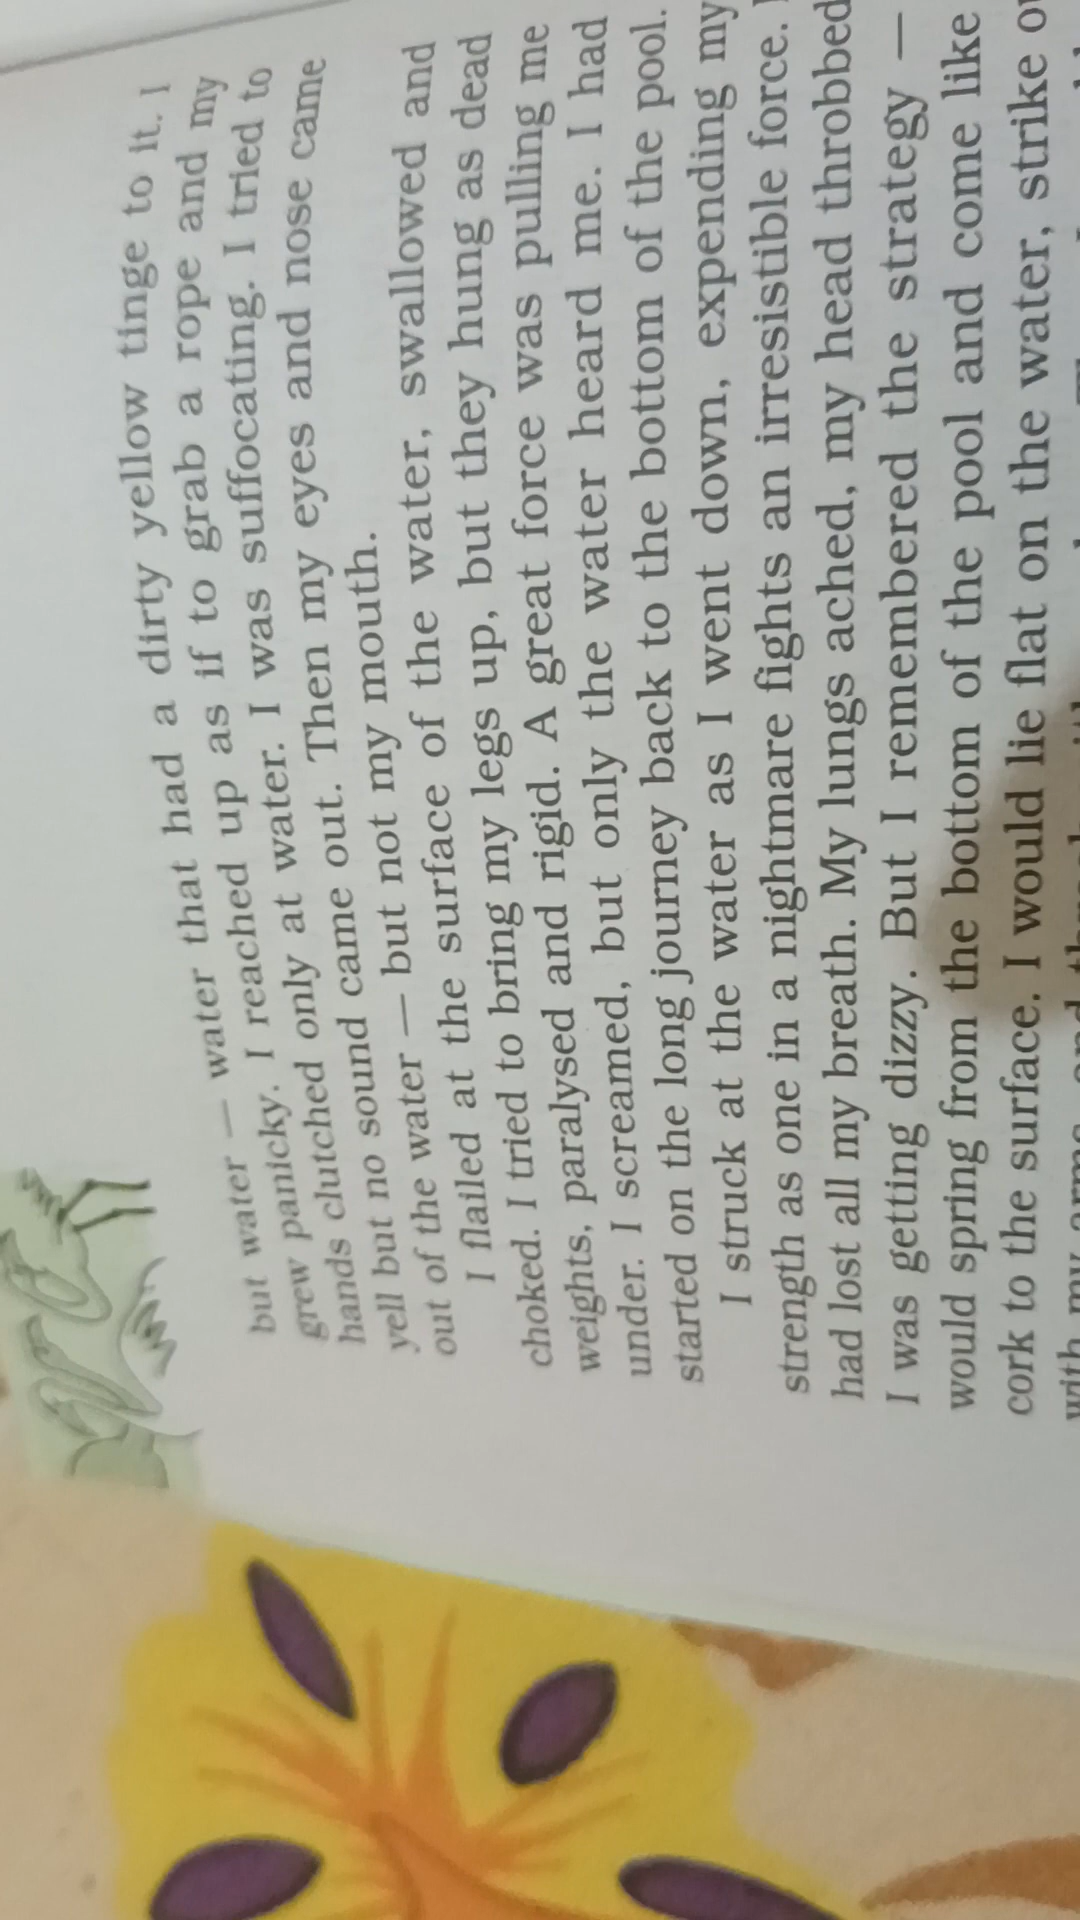 but water — water that had a dirty yellow tinge to it. I
grew panicky. I reached up as if to grab a rope and my
hands clutched only at water. I was suffocating. I tried to
yell but no sound came out. Then my eyes and nose came
out of the water — but not my mouth.
I flailed at the surface of the water, swallowed and
choked. I tried to bring my legs up, but they hung as dead
weights, paralysed and rigid. A great force was pulling me
under. I screamed, but only the water heard me. I had
started on the long journey back to the bottom of the pool.
I struck at the water as I went down, expending my
strength as one in a nightmare fights an irresistible force.
had lost all my breath. My lungs ached, my head throbbed
I was getting dizzy. But I remembered the strategy —
would spring from the bottom of the pool and come like
cork to the surface. I would lie flat on the water, strike
with my arms and